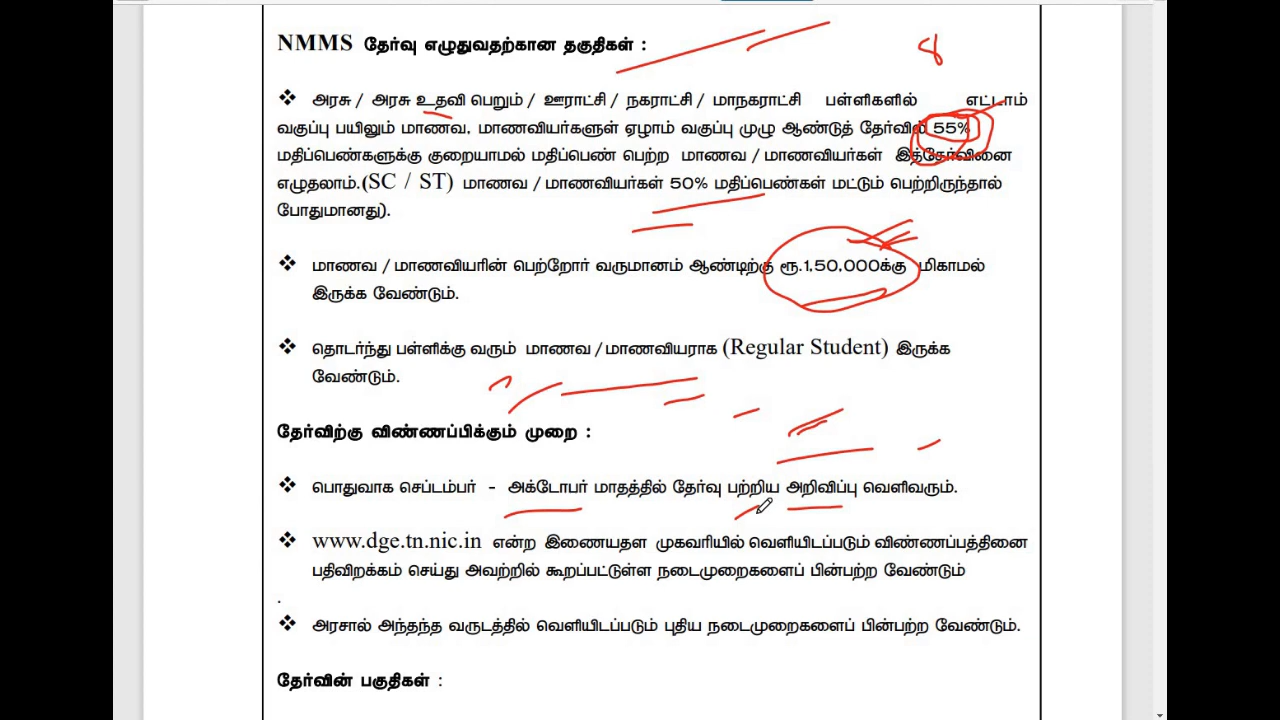 NMMS தேர்வு எழுதுவதற்கான தகுதிகள் :
8
❖ அரசு / அரசு உதவி பெறும் / ஊராட்சி / நகராட்சி / மாநகராட்சி பள்ளிகளில் எட்டாம்
வகுப்பு பயிலும் மாணவ, மாணவியர்களுள் ஏழாம் வகுப்பு முழு ஆண்டுத் தேர்வில் 55%
மதிப்பெண்களுக்கு குறையாமல் மதிப்பெண் பெற்ற மாணவ / மாணவியர்கள் இத்தேர்வினை
எழுதலாம்.(SC / ST) மாணவ / மாணவியர்கள் 50% மதிப்பெண்கள் மட்டும் பெற்றிருந்தால்
போதுமானது).
❖ மாணவ / மாணவியரின் பெற்றோர் வருமானம் ஆண்டிற்கு ரூ.1,50,000க்கு மிகாமல்
இருக்க வேண்டும்.
❖ தொடர்ந்து பள்ளிக்கு வரும் மாணவ /மாணவியராக (Regular Student) இருக்க
வேண்டும்.
தேர்விற்கு விண்ணப்பிக்கும் முறை :
❖ பொதுவாக செப்டம்பர் - அக்டோபர் மாதத்தில் தேர்வு பற்றிய அறிவிப்பு வெளிவரும்.
❖ www.dge.tn.nic.in என்ற இணையதள முகவரியில் வெளியிடப்படும் விண்ணப்பத்தினை
பதிவிறக்கம் செய்து அவற்றில் கூறப்பட்டுள்ள நடைமுறைகளைப் பின்பற்ற வேண்டும்
.
❖ அரசால் அந்தந்த வருடத்தில் வெளியிடப்படும் புதிய நடைமுறைகளைப் பின்பற்ற வேண்டும்.
தேர்வின் பகுதிகள் :